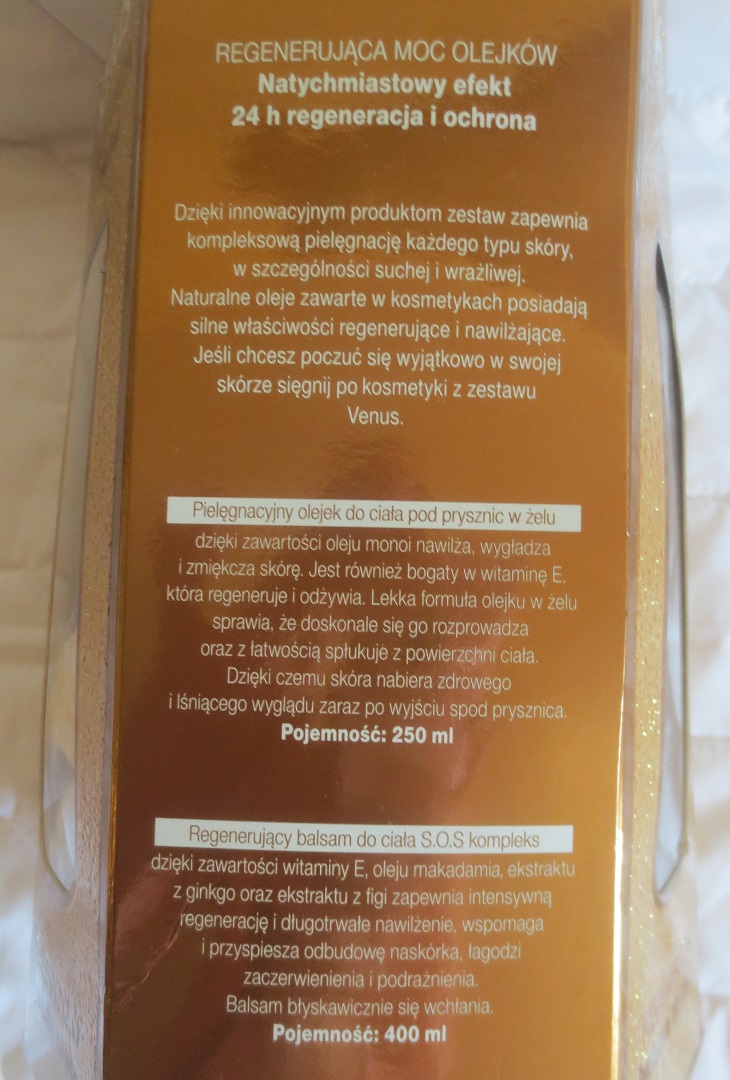 REGENERUJĄCA MOC OLEJKÓW
Natychmiastowy efekt
24 h regeneracja i ochrona
Dzięki innowacyjnym produktom zestaw zapewnia
kompleksową pielęgnację każdego typu skóry,
w szczególności suchej i wrażliwej.
Naturalne oleje zawarte w kosmetykach posiadają
silne właściwości regenerujące i nawilżające.
Jeśli chcesz poczuć się wyjątkowo w swojej
skórze sięgnij po kosmetyki z zestawu
Venus.
Pielęgnacyjny olejek do ciała pod prysznic w żelu
dzięki zawartości oleju monoi nawilża, wygładza
i zmiękcza skórę. Jest również bogaty w witaminę E,
która regeneruje i odżywia. Lekka formuła olejku w żelu
sprawia, że doskonale się go rozprowadza
oraz z łatwością spłukuje z powierzchni ciała.
Dzięki czemu skóra nabiera zdrowego
i lśniącego wyglądu zaraz po wyjściu spod prysznica.
Pojemność: 250 ml
Regenerujący balsam do ciała S.O.S kompleks
dzięki zawartości witaminy E, oleju makadamia, ekstraktu
z ginkgo oraz ekstraktu z figi zapewnia intensywną
regenerację i długotrwałe nawilżenie, wspomaga
i przyspiesza odbudowę naskórka, łagodzi
zaczerwienienia i podrażnienia.
Balsam błyskawicznie się wchłania.
Pojemność: 400 ml